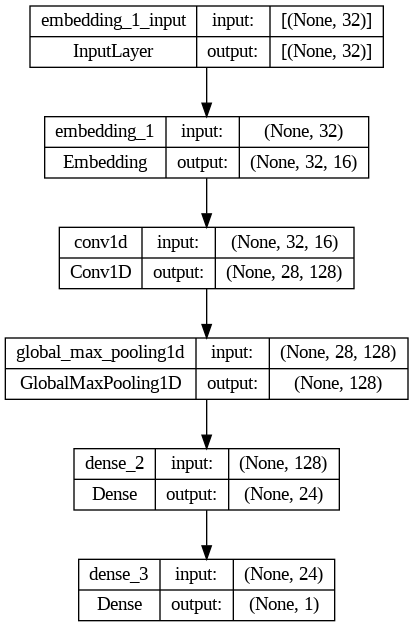 embedding_1_input input: [(None, 32)]
InputLayer output: [(None, 32)]
embedding_1 input: (None, 32)
Embedding output: (None, 32, 16)
conv1d input: (None, 32, 16)
Conv1D output: (None, 28, 128)
global_max_pooling1d input: (None, 28, 128)
GlobalMaxPooling1D output: (None, 128)
dense_2 input: (None, 128)
Dense output: (None, 24)
dense_3 input: (None, 24)
Dense output: (None, 1)